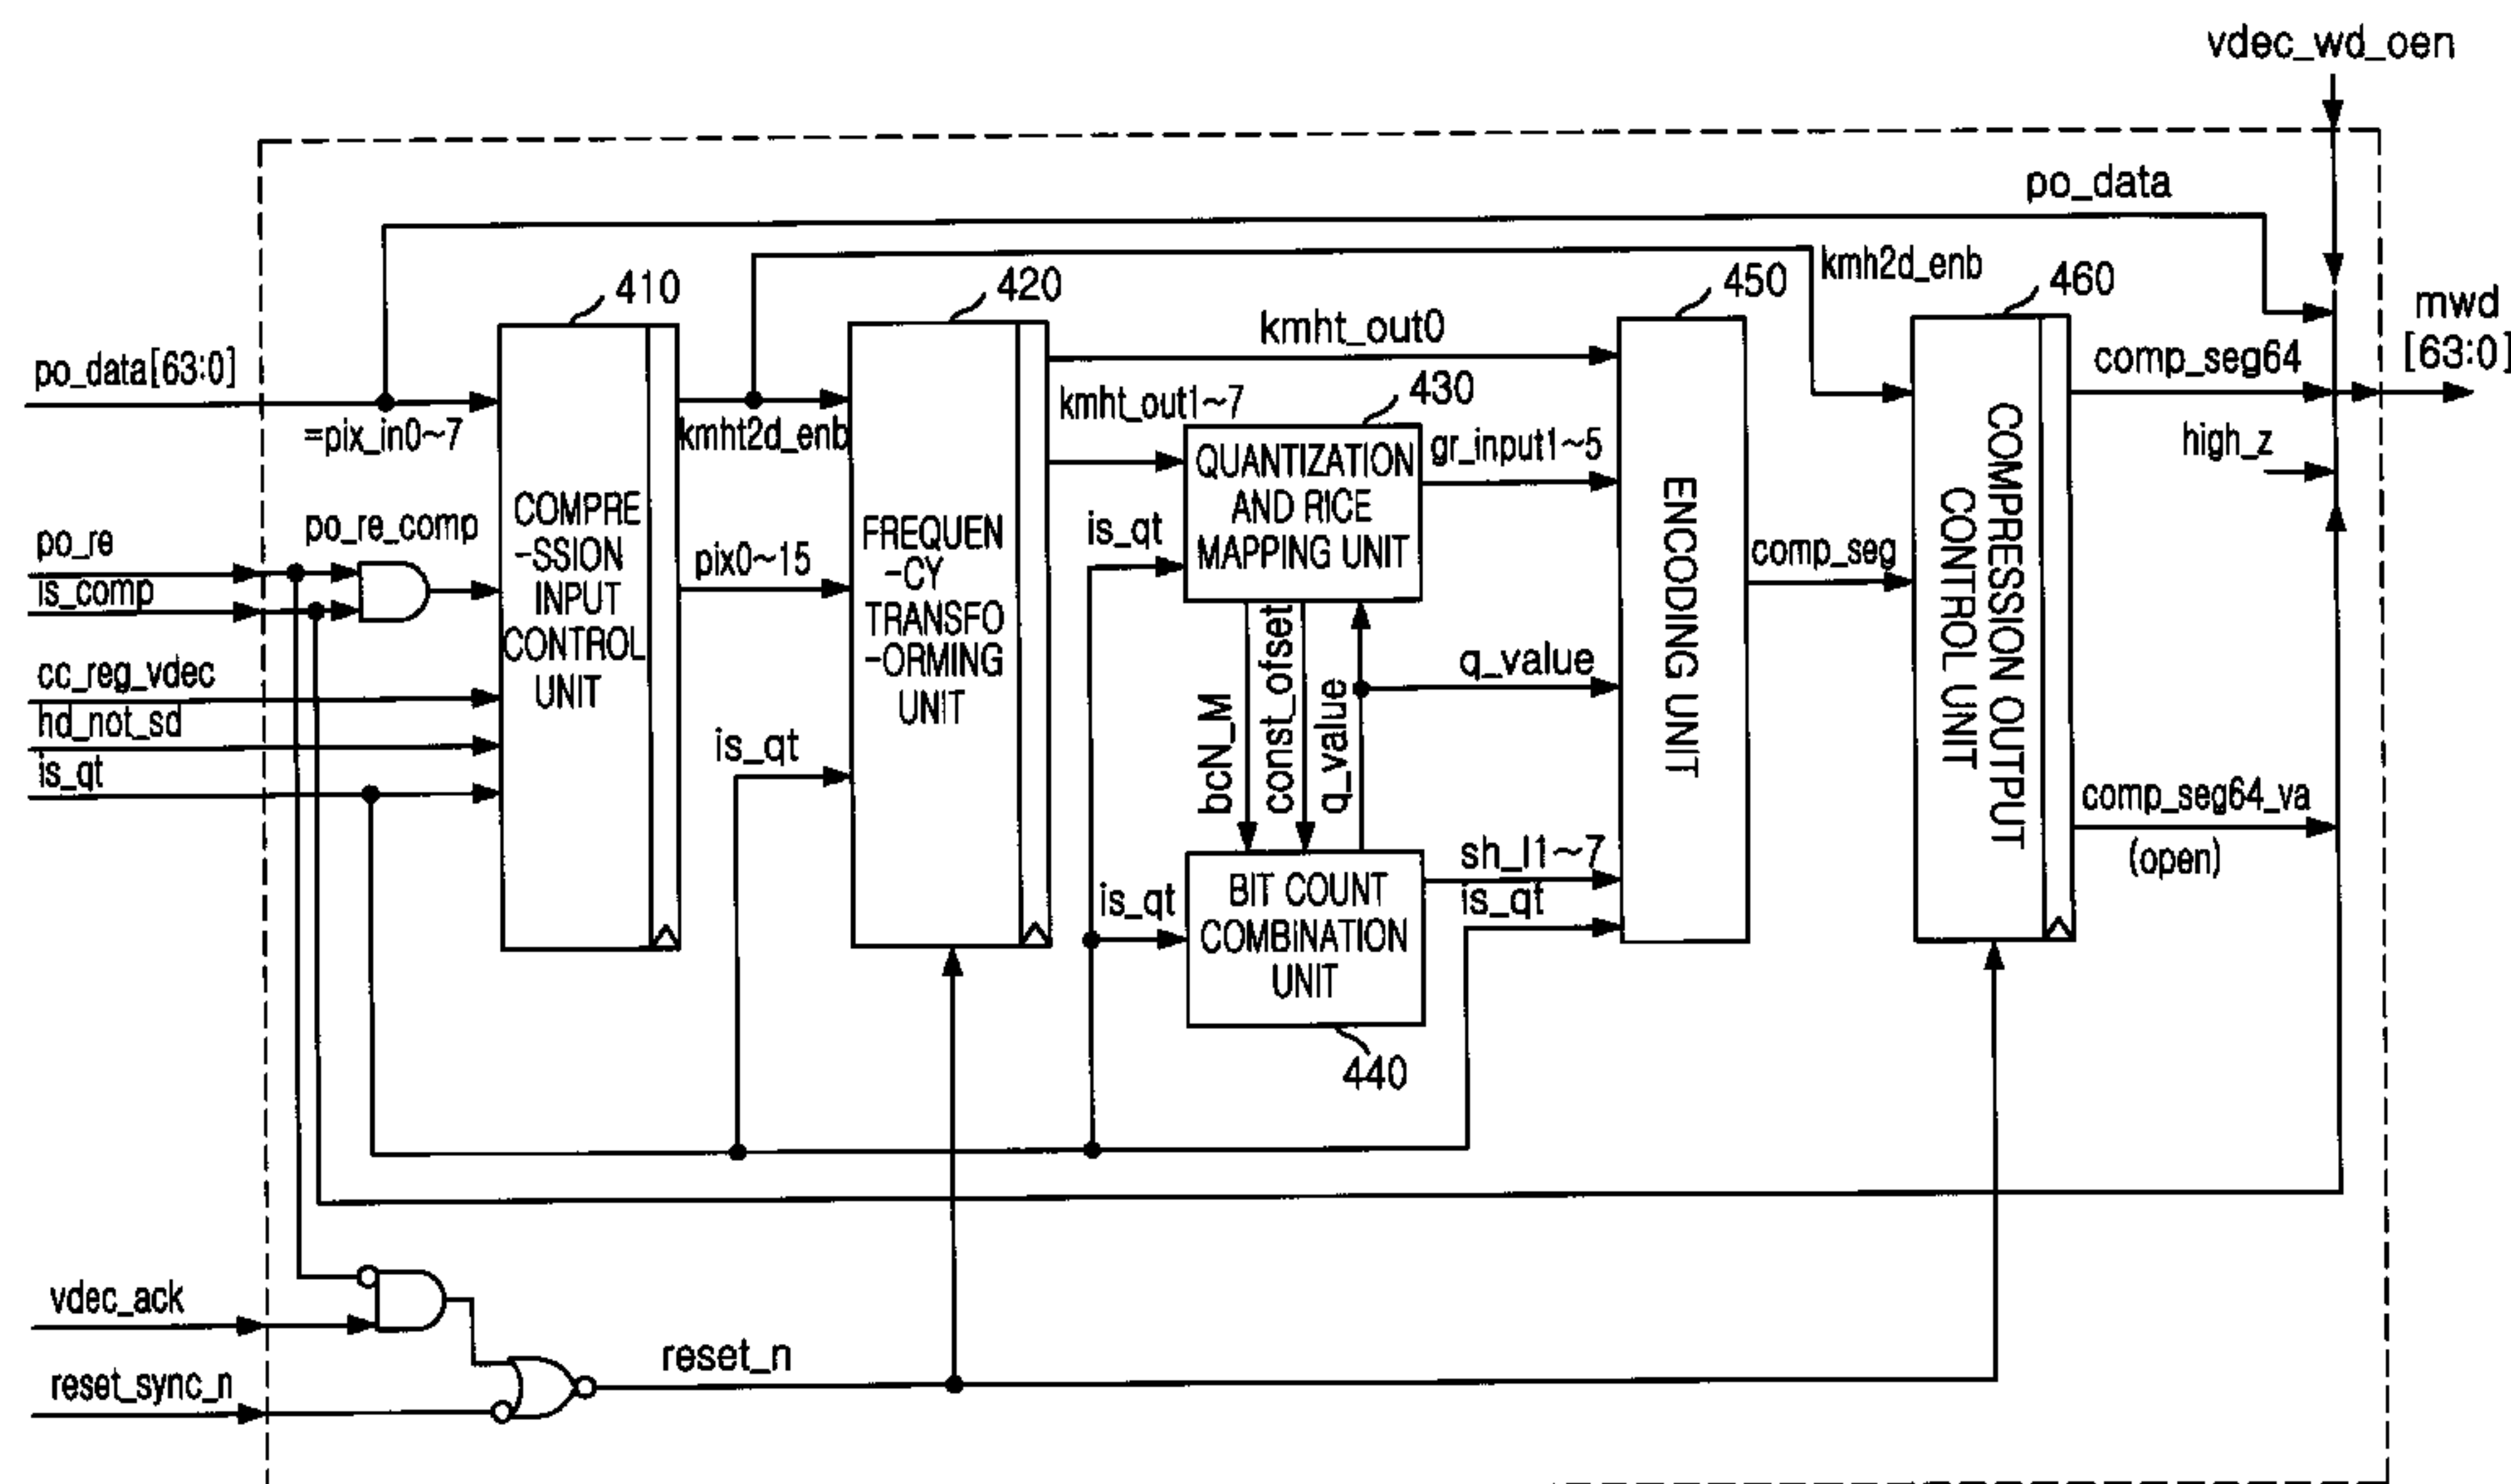 vdec_wd_oen
po_data
kmh2d_enb
410
420
450
460
mwd
[63:0]
po_data[63:0]
=pix_in0~7
kmht2d_enb
kmht_out0
kmht_out1~7
430
comp_seg64
high_z
po_re
is_comp
po_re_comp
cc_reg_vdec
hd_not_sd
is_qt
COMPRE
-SSION
INPUT
CONTROL
UNIT
pix0~15
FREQUEN
-CY
TRANSFO
-ORMING
UNIT
is_qt
is_qt
QUANTIZATION
AND RICE
MAPPING UNIT
gr_input1~5
bcN_M
const_ofset
q_value
q_value
is_qt
BIT COUNT
COMBINATION
UNIT
440
sh_l1~7
is_qt
ENCODING UNIT
comp_seg
COMPRESSION OUTPUT
CONTROL UNIT
comp_seg64_va
(open)
vdec_ack
reset_sync_n
reset_n